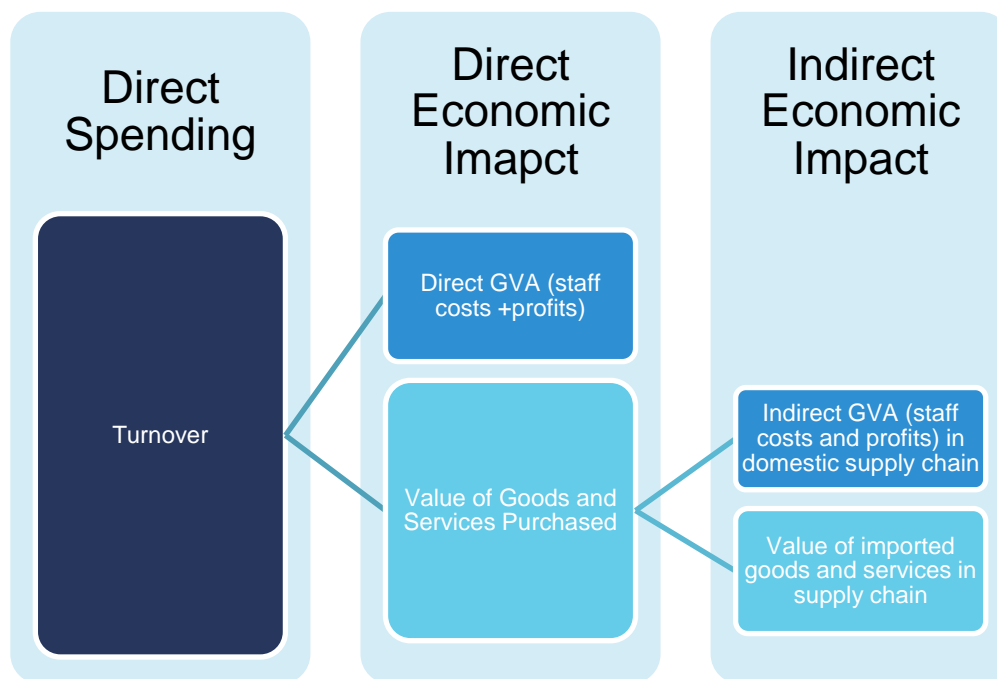 Direct
Spending
Turnover
Direct
Economic
Imapct
Direct GVA (staff
costs +profits)
Value of Goods and
Services Purchased
Indirect
Economic
Impact
Indirect GVA (staff
costs and profits) in
domestic supply chain
Value of imported
goods and services in
supply chain